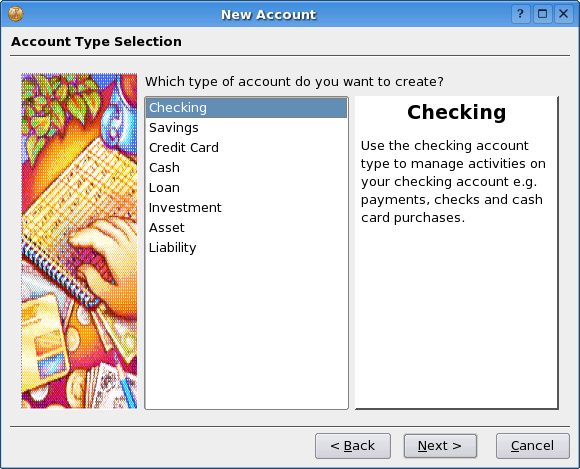 New Account
?
Account Type Selection
Which type of account do you want to create?
Checking
Savings
Credit Card
Cash
Loan
Investment
Asset
Liability
Checking
Use the checking account
type to manage activities on
your checking account e.g.
payments, checks and cash
card purchases.
< Back
Next >
Cancel